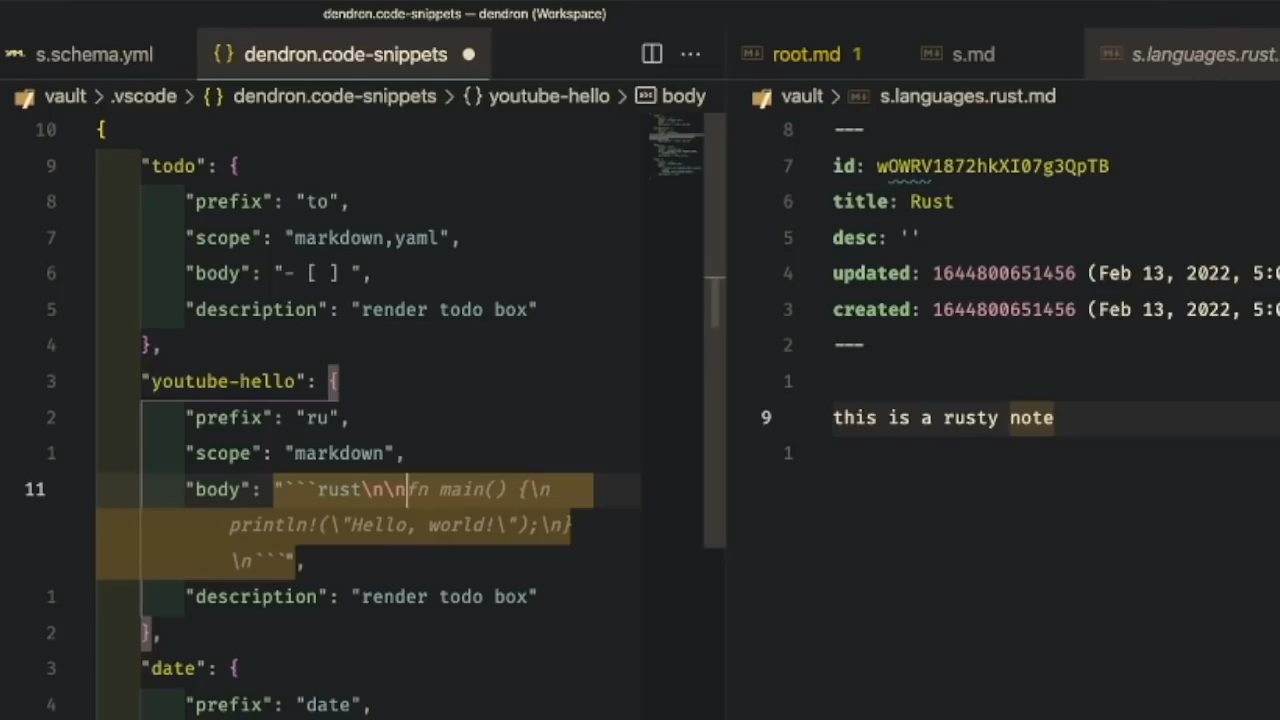 dendron.code-snippets — dendron (Workspace)
s.schema.yml
{} dendron.code-snippets ●
root.md 1
s.md
s.languages.rust.
vault > .vscode > {} dendron.code-snippets > {} youtube-hello > body
vault > s.languages.rust.md
10 {
9 "todo": {
8 "prefix": "to",
7 "scope": "markdown,yaml",
6 "body": "- [ ] ",
5 "description": "render todo box"
4 },
3 "youtube-hello": {
2 "prefix": "ru",
1 "scope": "markdown",
11 "body": "```rust\n\nfn main() {\n
println!(\"Hello, world!\");\n}
\n```",
1 "description": "render todo box"
2 },
3 "date": {
4 "prefix": "date",
8 ---
7 id: wOWRV1872hkXI07g3QpTB
6 title: Rust
5 desc: ''
4 updated: 1644800651456 (Feb 13, 2022, 5:0
3 created: 1644800651456 (Feb 13, 2022, 5:0
2 ---
1
9 this is a rusty note
1